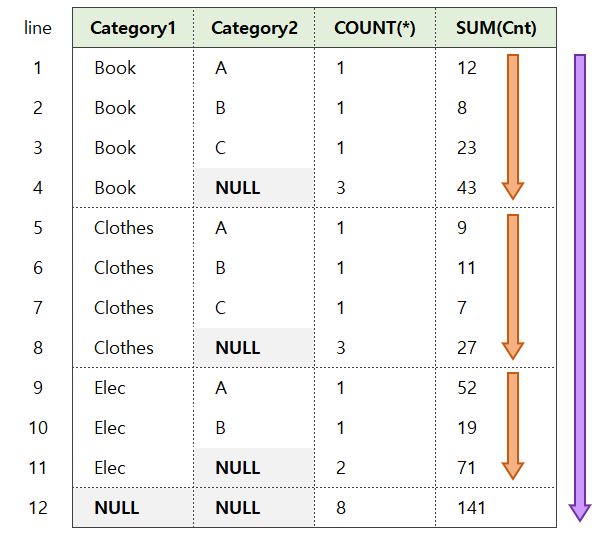 line Category1 Category2 COUNT(*) SUM(Cnt)
1 Book A 1 12
2 Book B 1 8
3 Book C 1 23
4 Book NULL 3 43
5 Clothes A 1 9
6 Clothes B 1 11
7 Clothes C 1 7
8 Clothes NULL 3 27
9 Elec A 1 52
10 Elec B 1 19
11 Elec NULL 2 71
12 NULL NULL 8 141